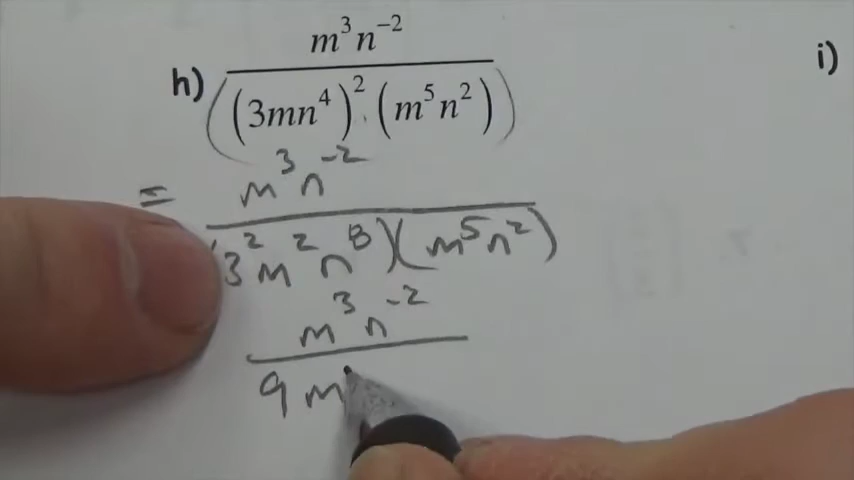 h) m³n⁻² / ((3mn⁴)² · (m⁵n²)) i)
= m³n⁻² / (3²m²n⁸)(m⁵n²)
m³n⁻² / 9m